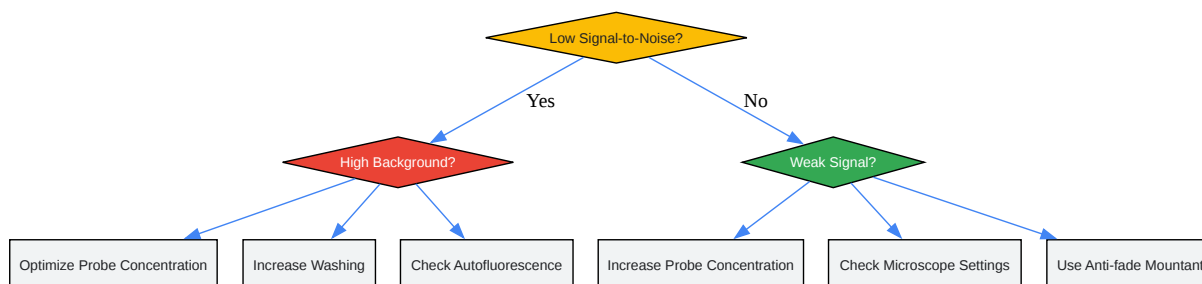 Low Signal-to-Noise?
Yes
No
High Background?
Weak Signal?
Optimize Probe Concentration
Increase Washing
Check Autofluorescence
Increase Probe Concentration
Check Microscope Settings
Use Anti-fade Mountant